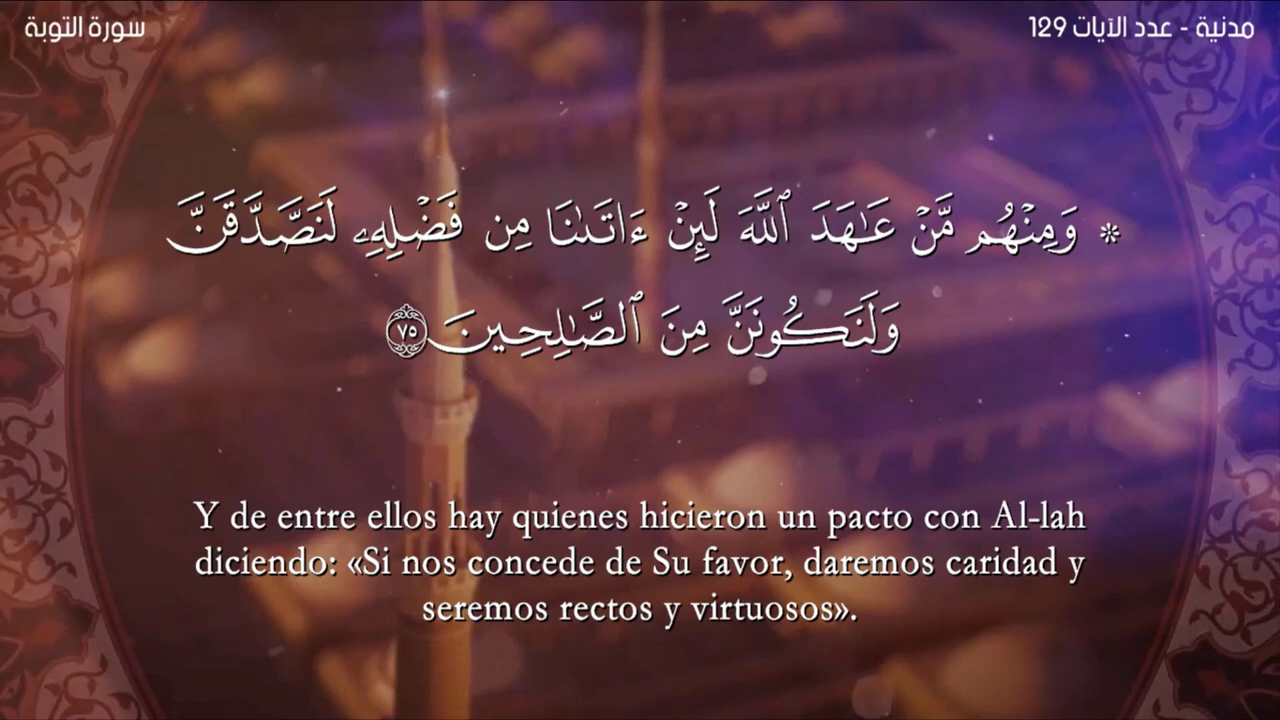 سورة التوبة
مدنية - عدد الآيات 129
* وَمِنْهُم مَّنْ عَٰهَدَ ٱللَّهَ لَئِنْ ءَاتَىٰنَا مِن فَضْلِهِۦ لَنَصَّدَّقَنَّ
وَلَنَكُونَنَّ مِنَ ٱلصَّٰلِحِينَ ٧٥
Y de entre ellos hay quienes hicieron un pacto con Al-lah
diciendo: «Si nos concede de Su favor, daremos caridad y
seremos rectos y virtuosos».